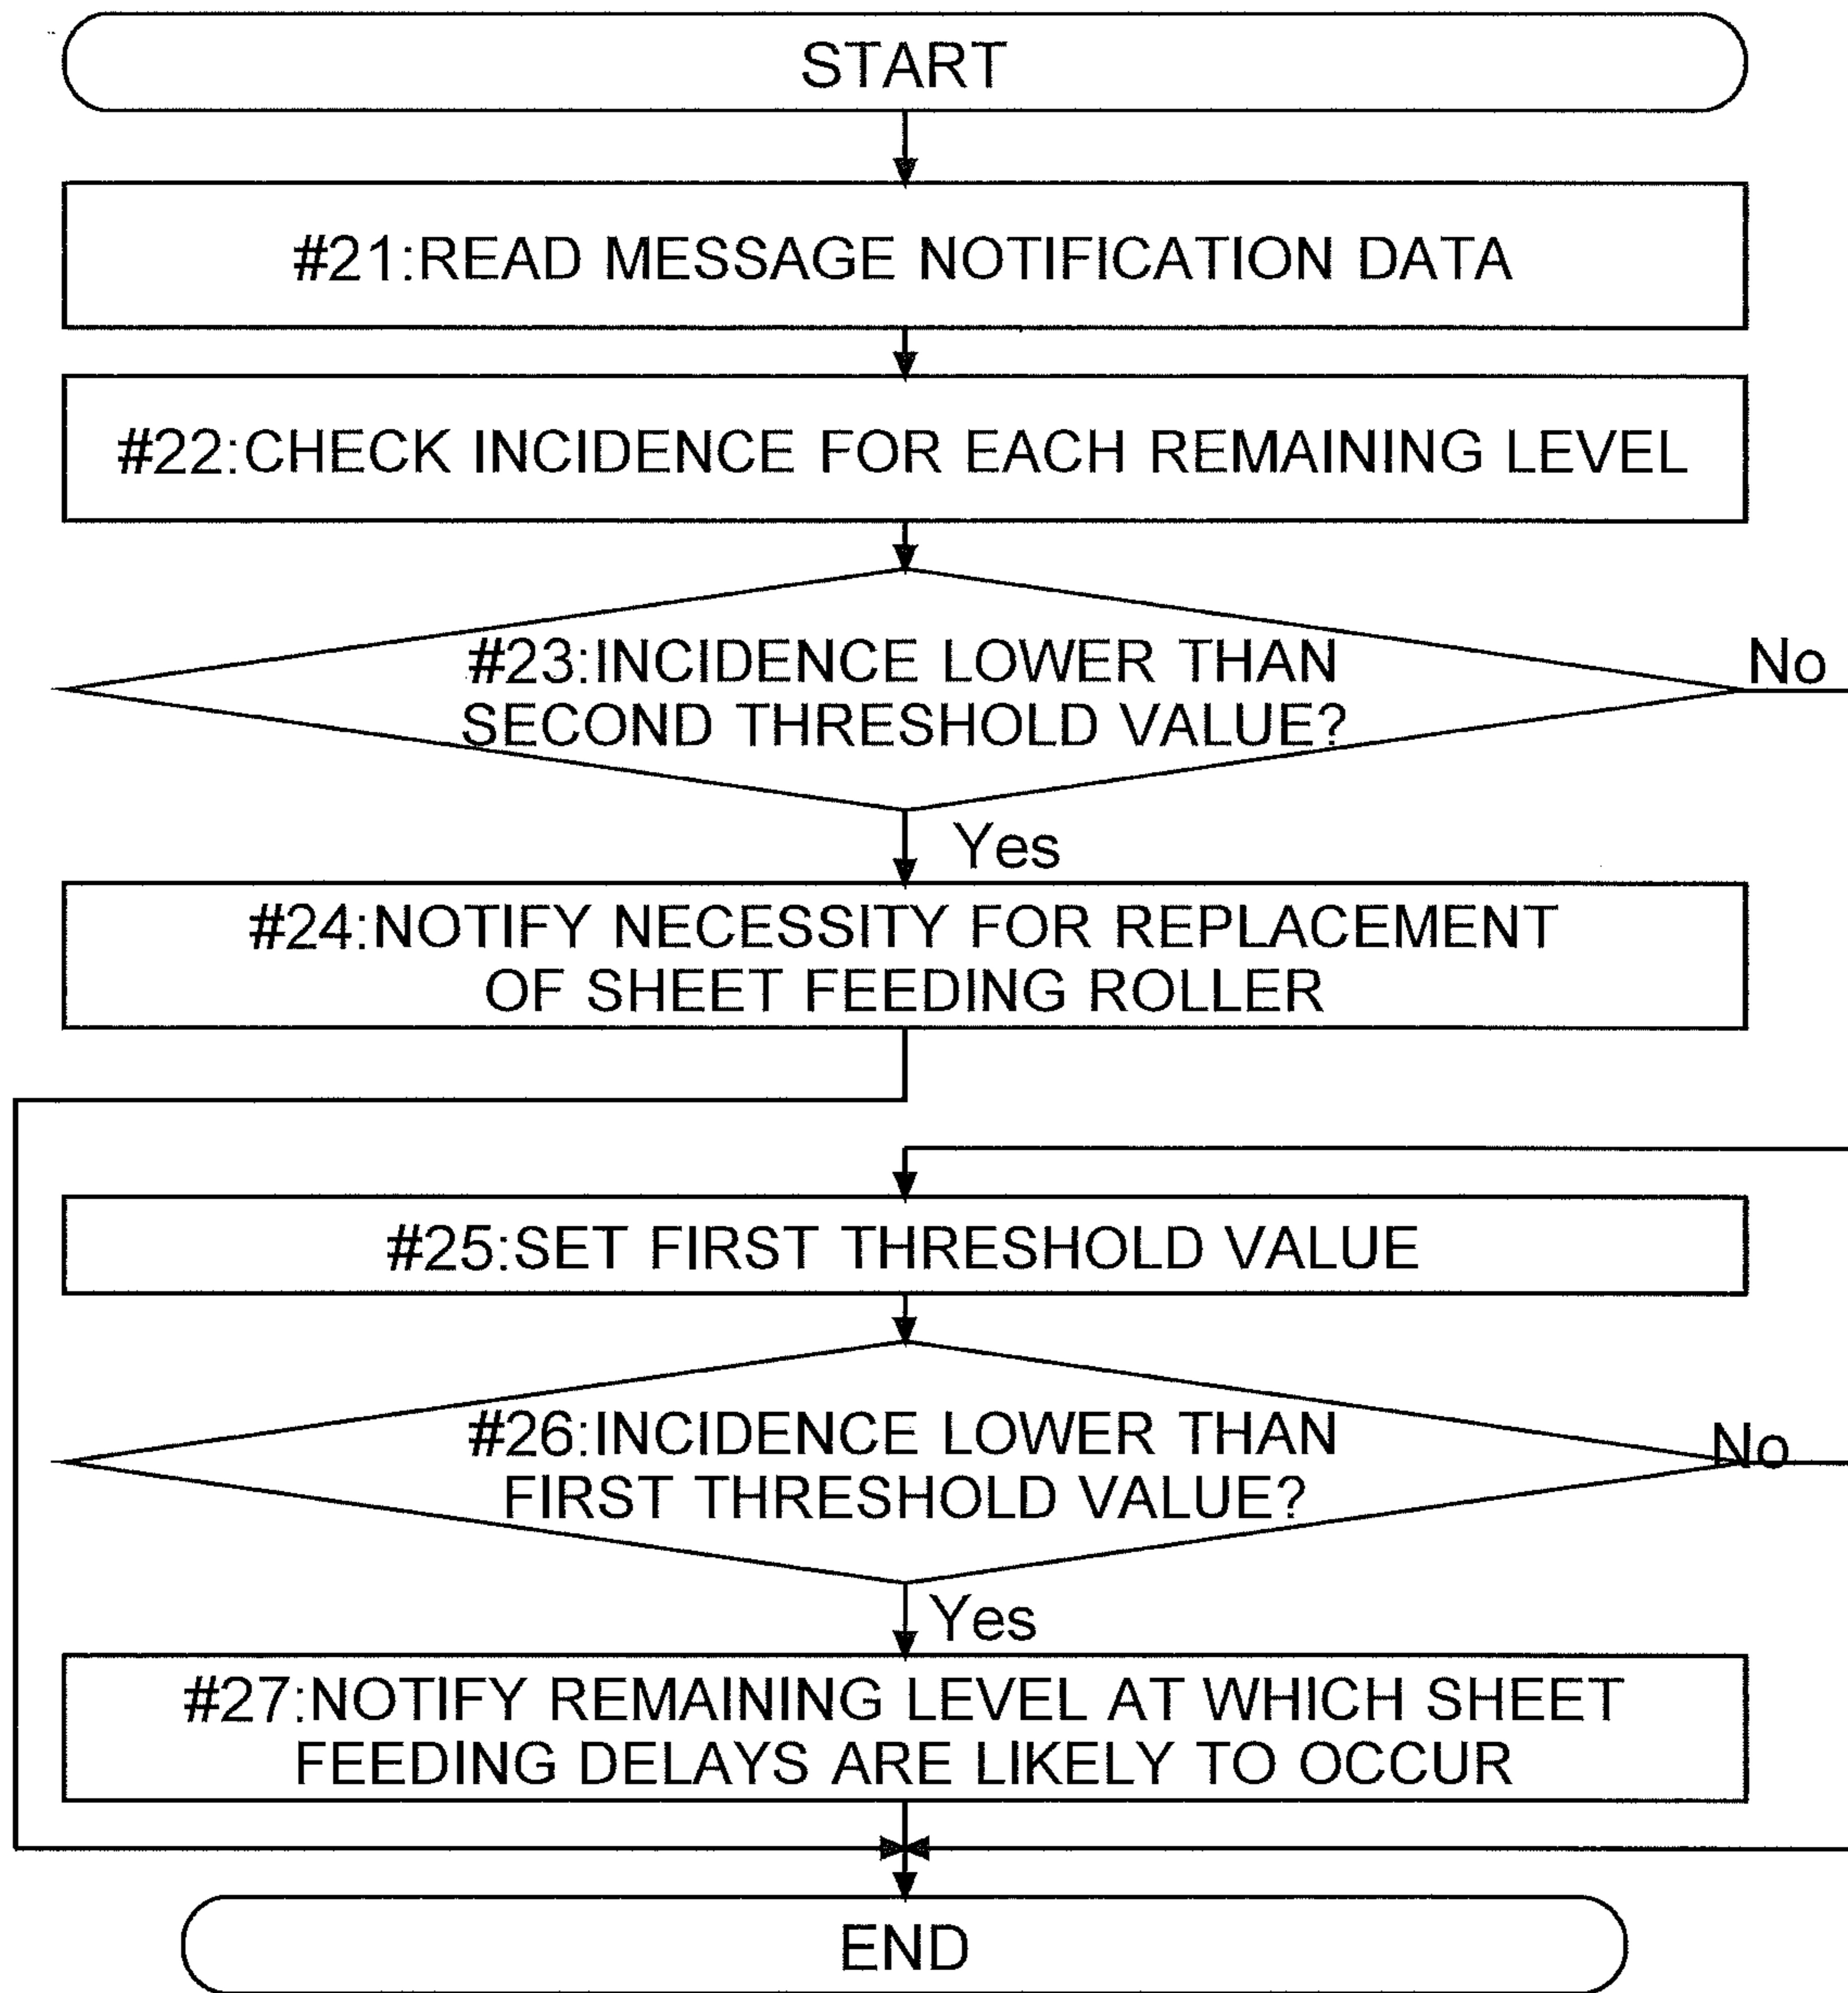 START
#21:READ MESSAGE NOTIFICATION DATA
#22:CHECK INCIDENCE FOR EACH REMAINING LEVEL
#23:INCIDENCE LOWER THAN
SECOND THRESHOLD VALUE?
No
Yes
#24:NOTIFY NECESSITY FOR REPLACEMENT
OF SHEET FEEDING ROLLER
#25:SET FIRST THRESHOLD VALUE
#26:INCIDENCE LOWER THAN
FIRST THRESHOLD VALUE?
No
Yes
#27:NOTIFY REMAINING LEVEL AT WHICH SHEET
FEEDING DELAYS ARE LIKELY TO OCCUR
END